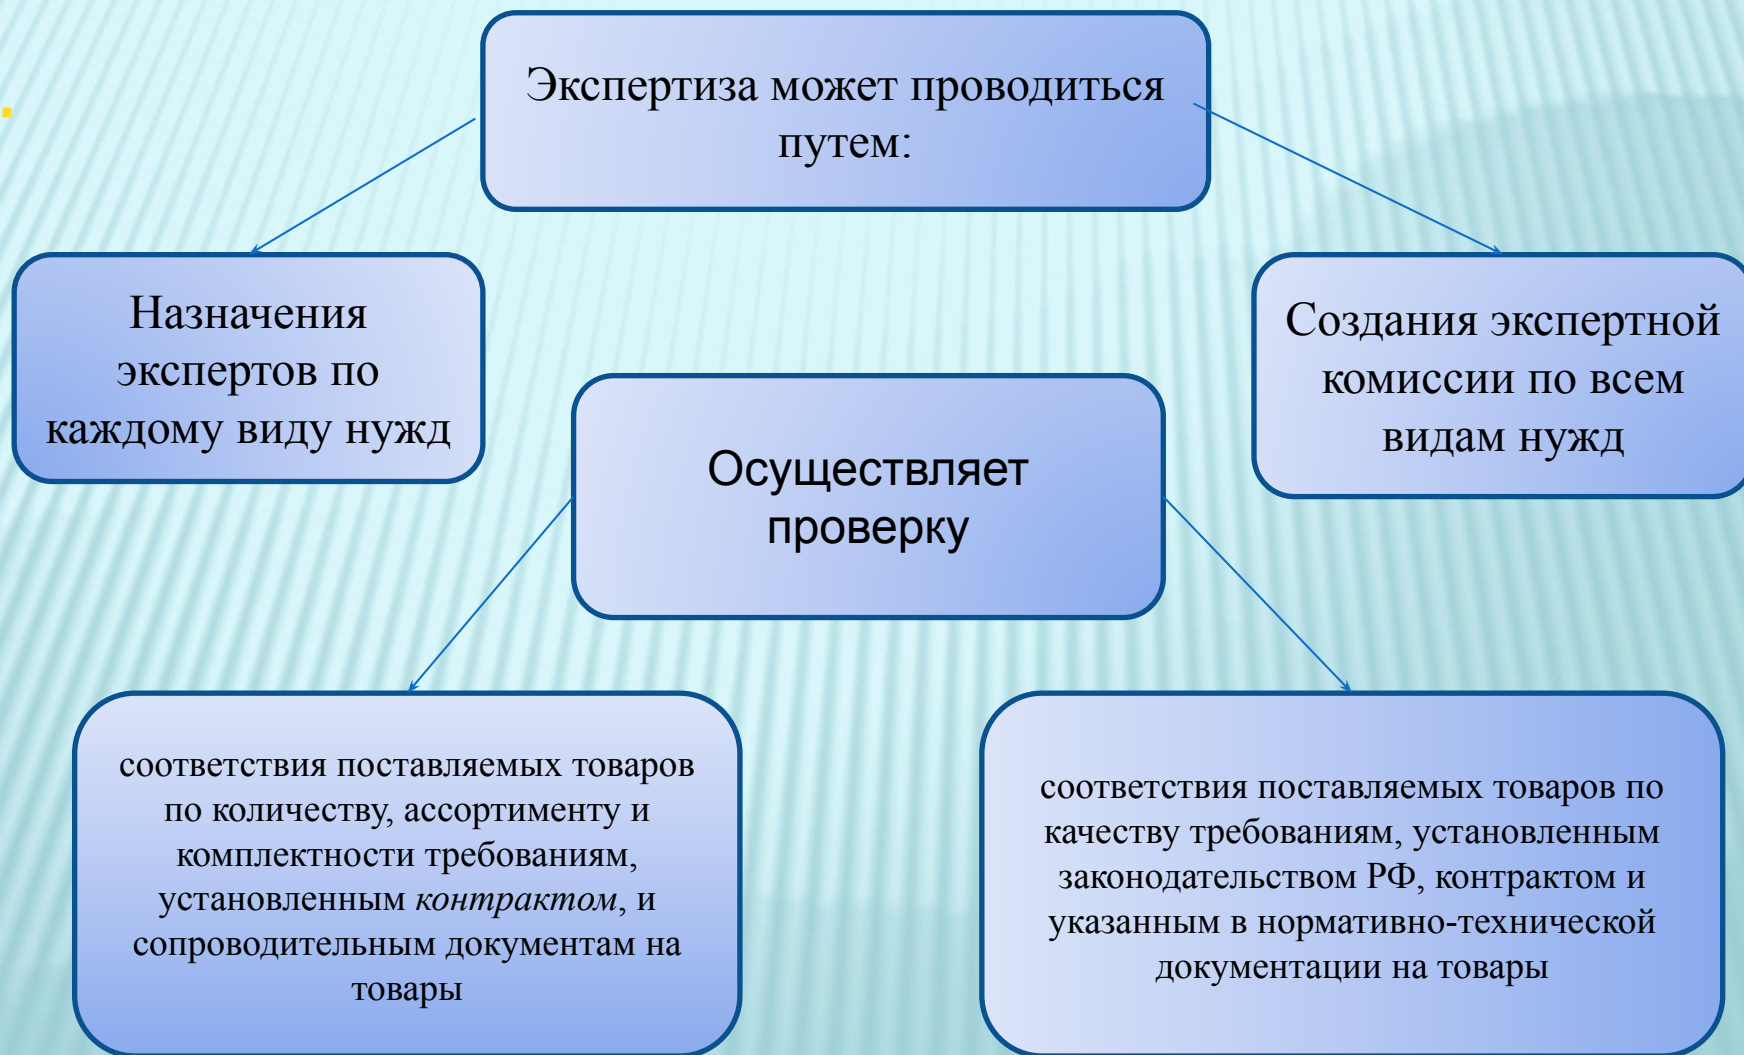 Экспертиза может проводиться
путем:
Назначения
экспертов по
каждому виду нужд
Создания экспертной
комиссии по всем
видам нужд
Осуществляет
проверку
соответствия поставляемых товаров
по количеству, ассортименту и
комплектности требованиям,
установленным контрактом, и
сопроводительным документам на
товары
соответствия поставляемых товаров по
качеству требованиям, установленным
законодательством РФ, контрактом и
указанным в нормативно-технической
документации на товары